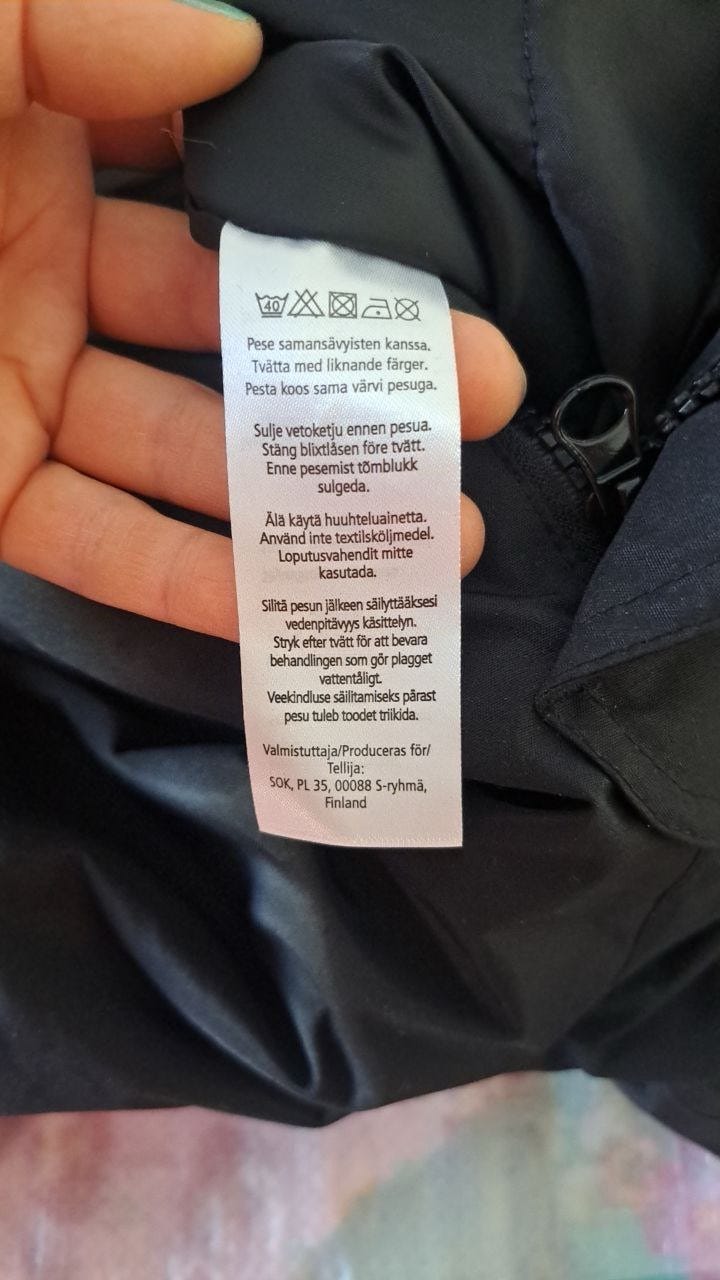 40
Pese samansävyisten kanssa.
Tvätta med liknande färger.
Pesta koos sama värvi pesuga.
Sulje vetoketju ennen pesua.
Stäng blixtlåsen före tvätt.
Enne pesemist tõmblukk
sulgeda.
Älä käytä huuhteluainetta.
Använd inte textilsköljmedel.
Loputusvahendit mitte
kasutada.
Silitä pesun jälkeen säilyttääksesi
vedenpitävyys käsittelyn.
Stryk efter tvätt för att bevara
behandlingen som gör plagget
vattentåligt.
Veekindluse säilitamiseks pärast
pesu tuleb toodet triikida.
Valmistuttaja/Produceras för/
Tellija:
SOK, PL 35, 00088 S-ryhmä,
Finland